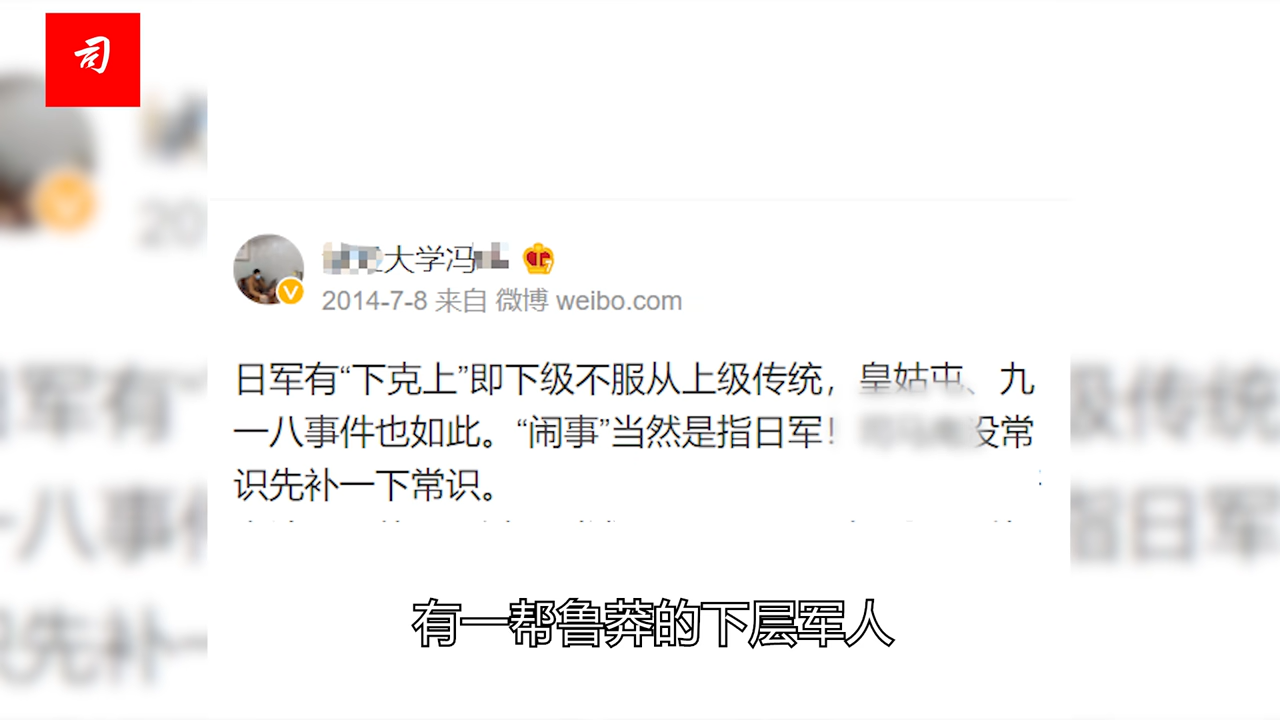 司
大学冯
2014-7-8 来自 微博 weibo.com
日军有“下克上”即下级不服从上级传统，皇姑屯、九
一八事件也如此。“闹事”当然是指日军！ 没常
识先补一下常识。
有一帮鲁莽的下层军人